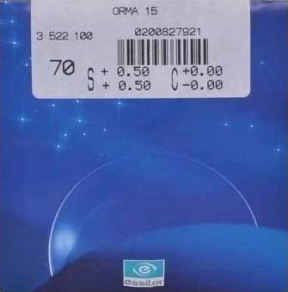 ORMA 15
3 522 100 0200827921
70 S + 0.50 C +0.00
+ 0.50 -0.00
essilor